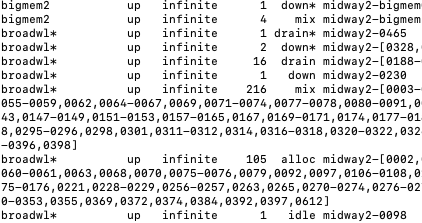 bigmem2 up infinite 1 down* midway2-bigmem
bigmem2 up infinite 4 mix midway2-bigmem
broadwl* up infinite 1 drain* midway2-0465
broadwl* up infinite 2 down* midway2-[0328,
broadwl* up infinite 16 drain midway2-[0188-
broadwl* up infinite 1 down midway2-0230
broadwl* up infinite 216 mix midway2-[0003-
055-0059,0062,0064-0067,0069,0071-0074,0077-0078,0080-0091,0
43,0147-0149,0151-0153,0157-0165,0167,0169-0171,0174,0177-01
8,0295-0296,0298,0301,0311-0312,0314,0316-0318,0320-0322,032
-0396,0398]
broadwl* up infinite 105 alloc midway2-[0002,
060-0061,0063,0068,0070,0075-0076,0079,0092,0097,0106-0108,0
75-0176,0221,0228-0229,0256-0257,0263,0265,0270-0274,0276-02
0-0353,0355,0369,0372,0374,0384,0392,0397,0612]
broadwl* up infinite 1 idle midway2-0098